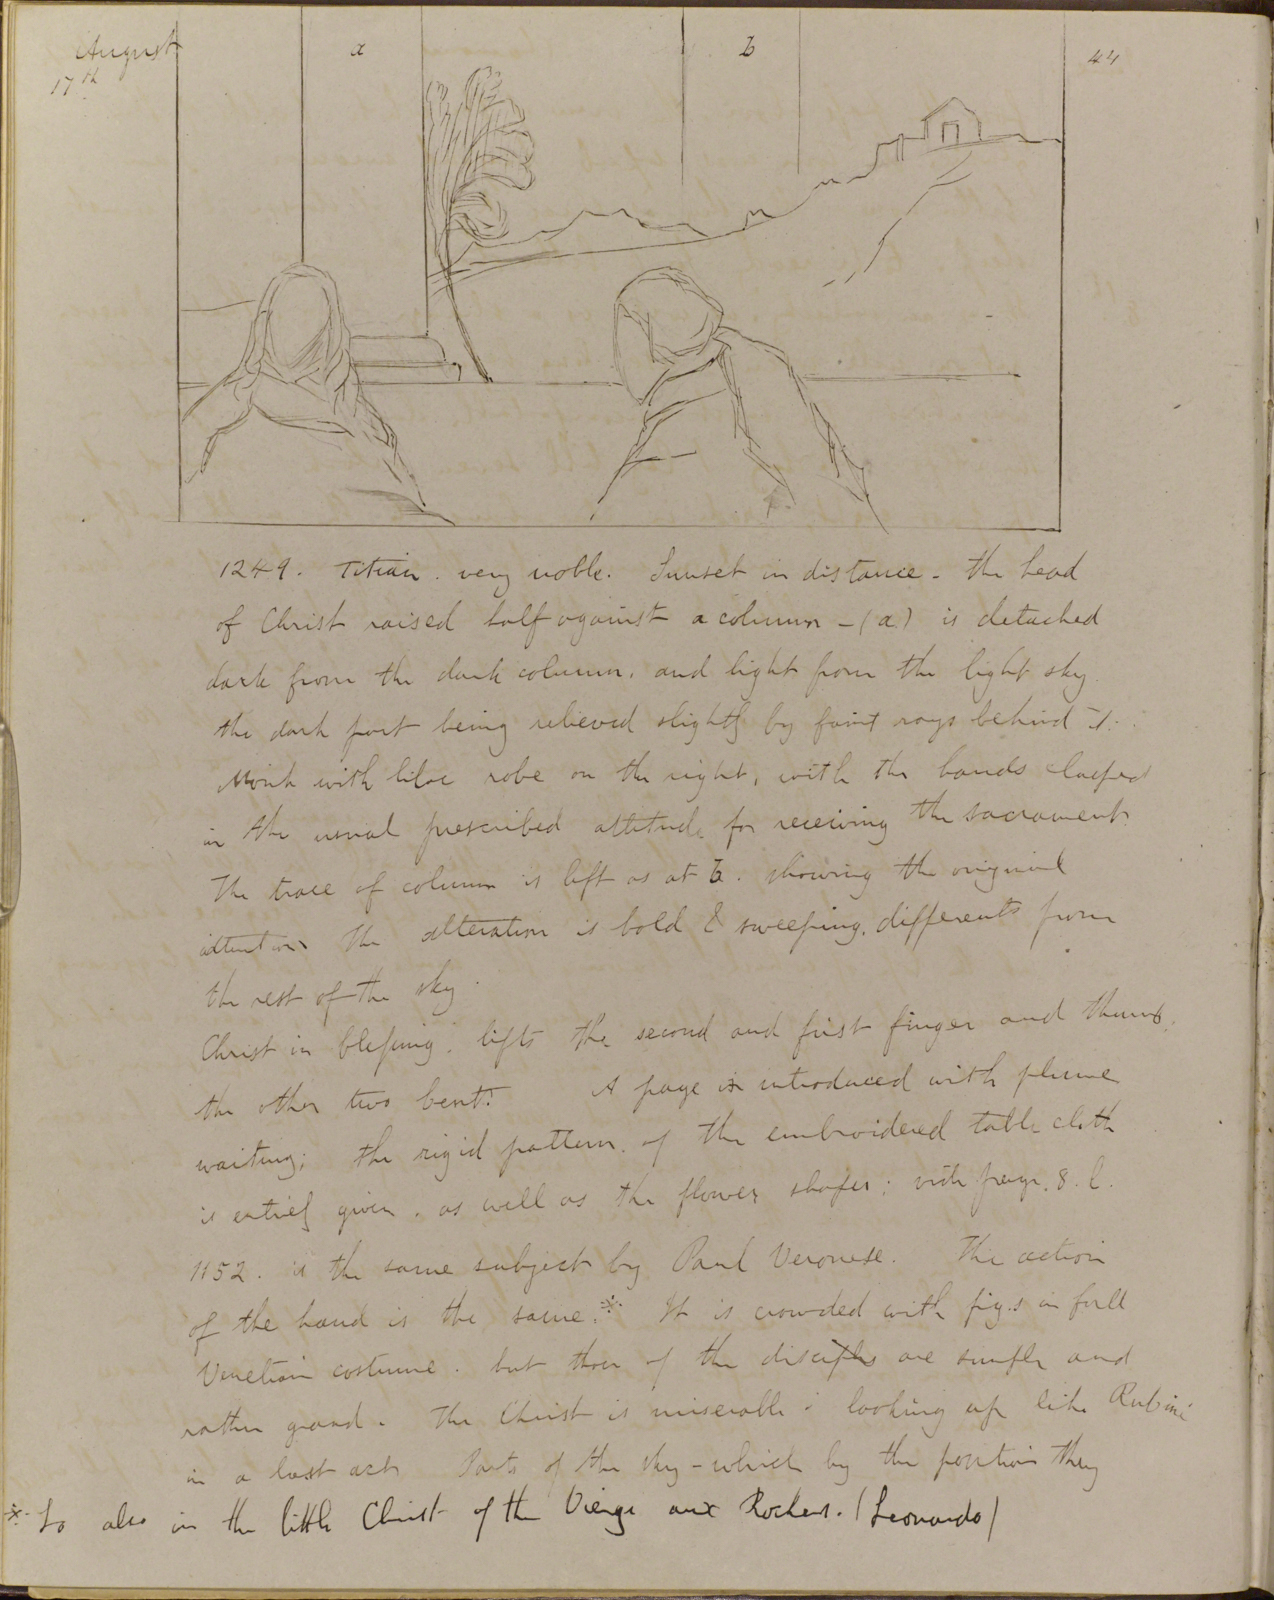 August
17th
a
b
44
1249. Titian. very noble. Sunset in distance - the head
of Christ raised half against a column - (a) is detached
dark from the dark column, and light from the light sky
the dark part being relieved slightly by faint rays behind it.
Monk with lilac robe on the right, with the hands clasped
in the usual prescribed attitude for receiving the sacrament
The trace of column is left as at b. showing the original
intention the alteration is bold & sweeping, different from
the rest of the sky.
Christ in blessing. lifts the second and first finger and thumb,
the other two bent. A page is introduced with plume
waiting; the rigid pattern of the embroidered table cloth
is entirely given, as well as the flower shapes; vide page. 8. l.
1152. is the same subject by Paul Veronese. The action
of the hand is the same.* It is crowded with figs in full
Venetian costume. but those of the disciples are simple and
rather grand. The Christ is miserable: looking up like Rubini
in a last act Parts of the sky - which by the position they
* So also in the little Christ of the Vierge aux Rochers. (Leonardo)